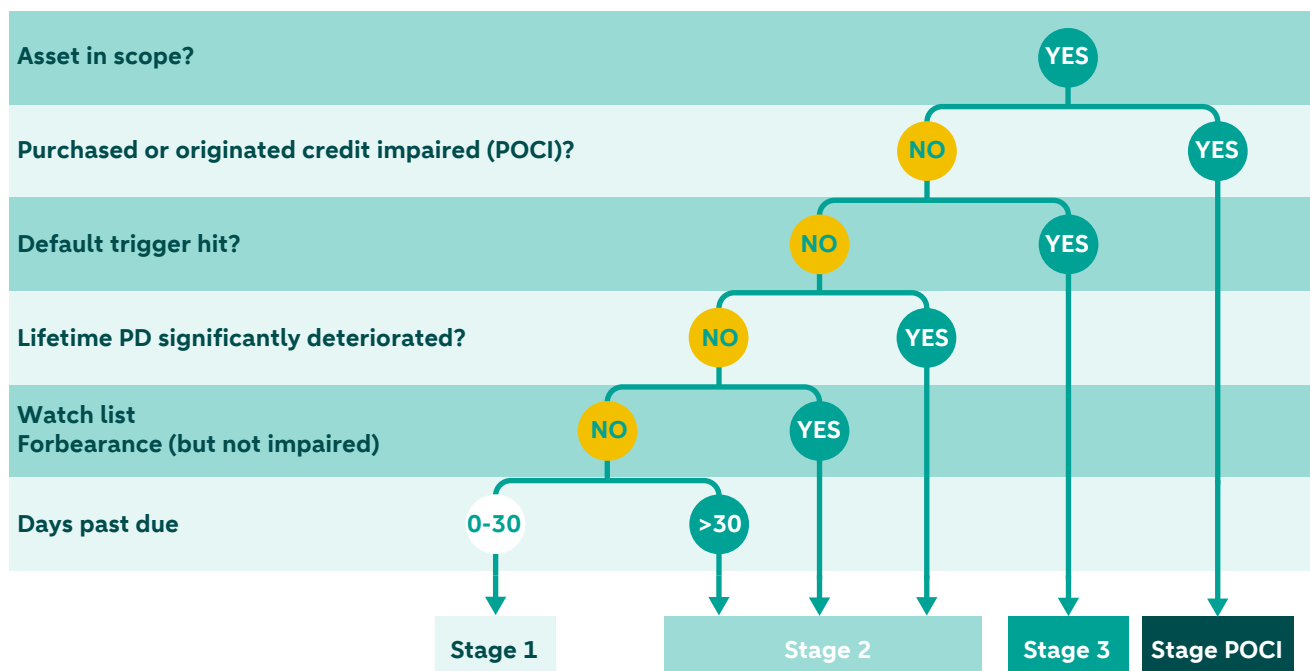 Asset in scope?
YES
Purchased or originated credit impaired (POCI)?
NO
YES
Default trigger hit?
NO
YES
Lifetime PD significantly deteriorated?
NO
YES
Watch list
Forbearance (but not impaired)
NO
YES
Days past due
0-30
>30
Stage 1
Stage 2
Stage 3
Stage POCI